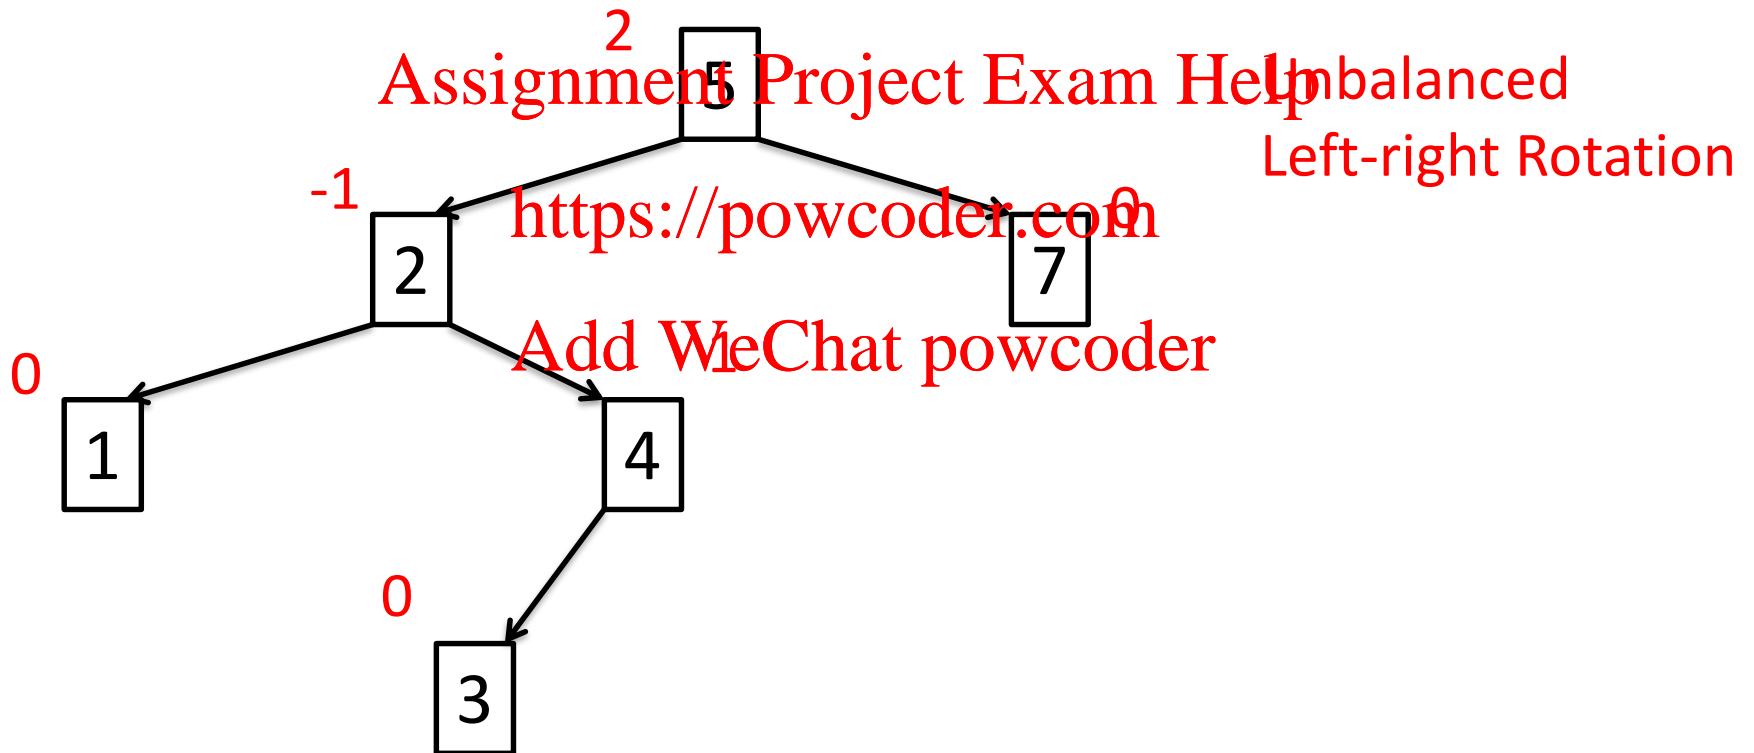 2
Assignment Project Exam Help
5
Unbalanced
Left-right Rotation
-1
https://powcoder.com
0
2
7
Add WeChat powcoder
1
0
1
4
0
3